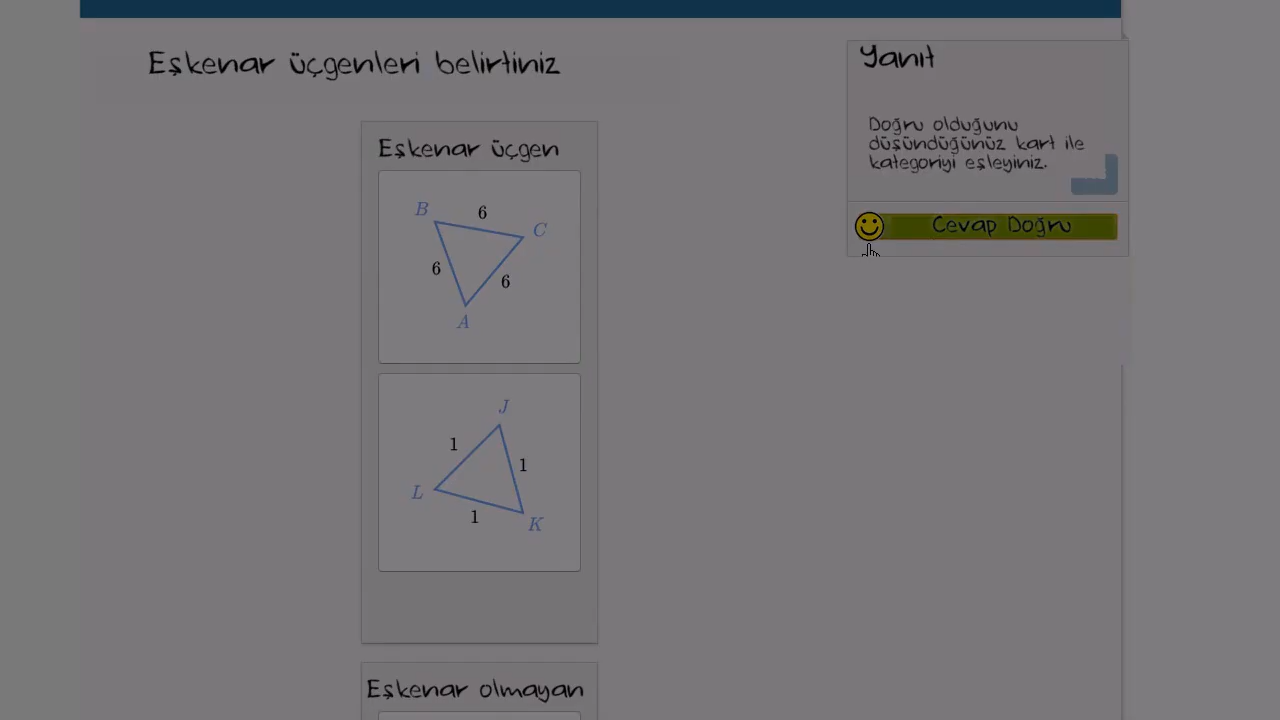 Eşkenar üçgenleri belirtiniz
Eşkenar üçgen
B
6
C
6
6
A
J
1
1
L
1
K
Eşkenar olmayan
Yanıt
Doğru olduğunu
düşündüğünüz kart ile
kategoriyi eşleyiniz.
Cevap Doğru